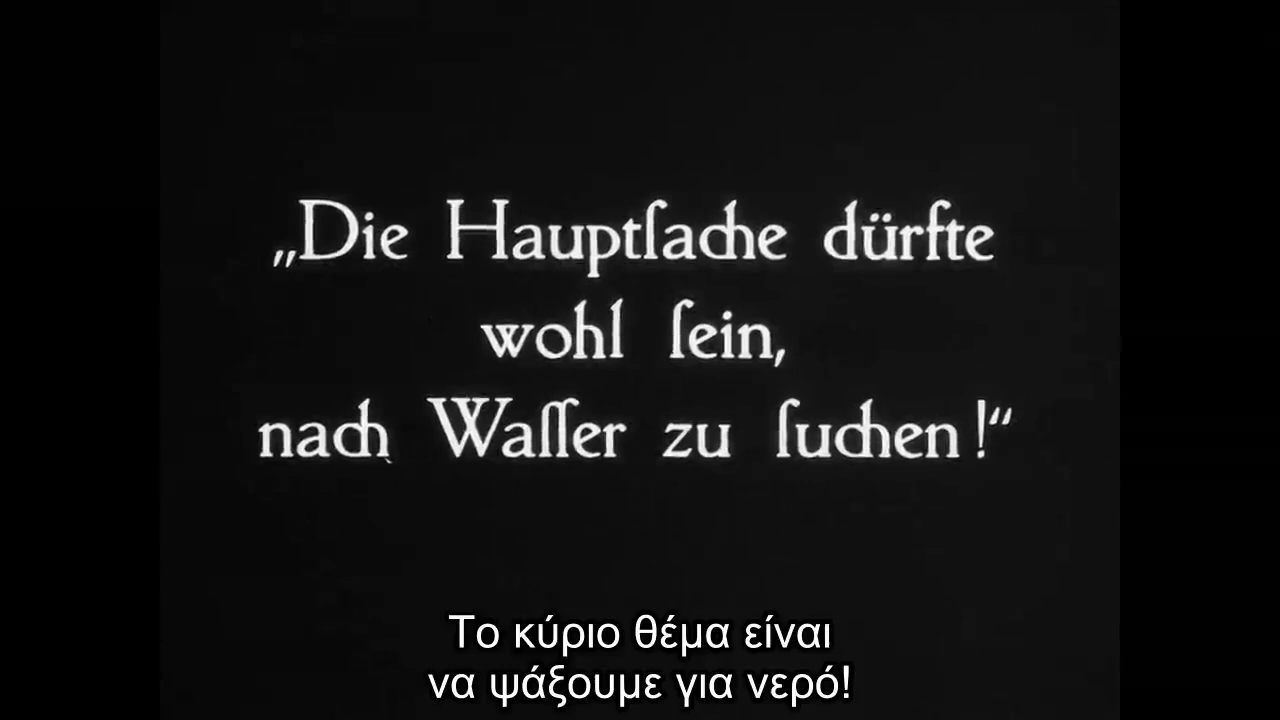 „Die Hauptſache dürfte
wohl ſein,
nach Waſſer zu ſuchen!“
Το κύριο θέμα είναι
να ψάξουμε για νερό!